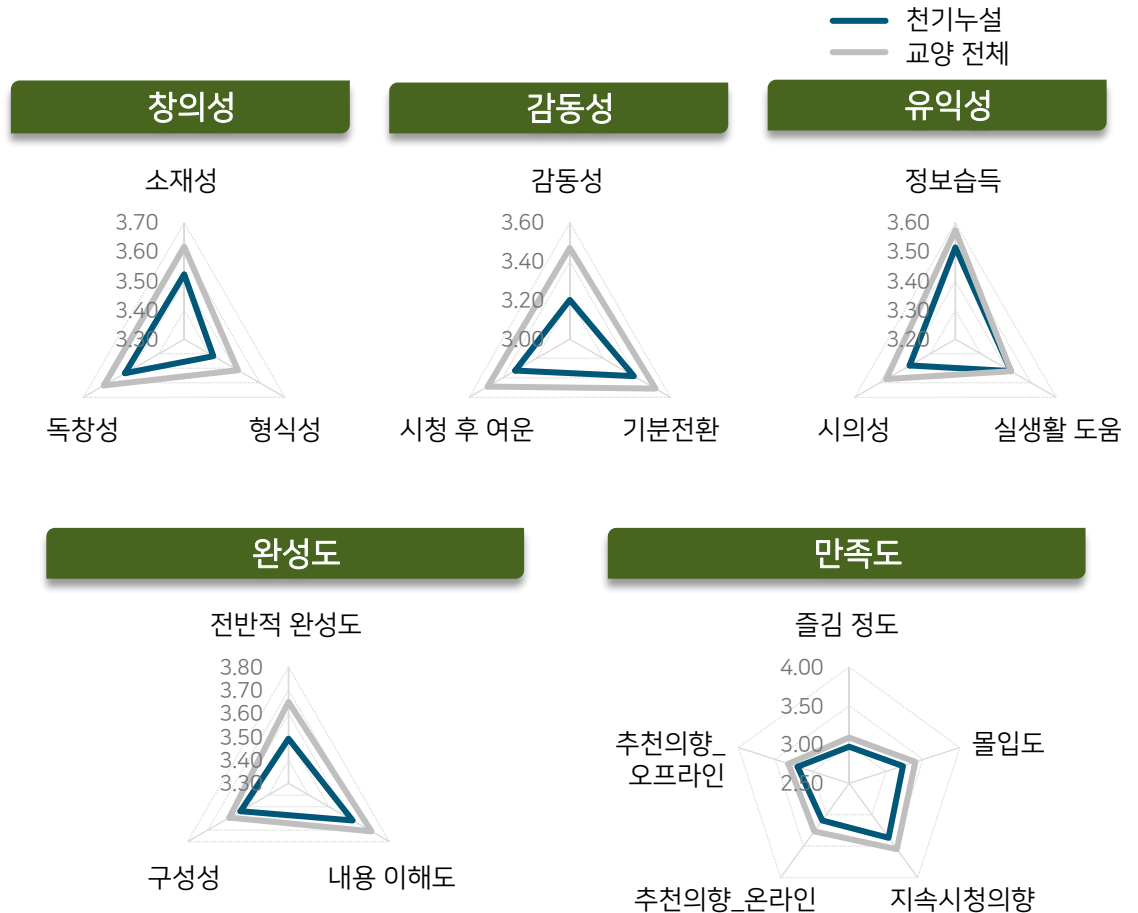 천기누설
교양 전체
창의성
감동성
유익성
소재성
3.70
3.60
3.50
3.40
3.30
독창성
형식성
감동성
3.60
3.40
3.20
3.00
시청 후 여운
기분전환
정보습득
3.60
3.50
3.40
3.30
3.20
시의성
실생활 도움
완성도
만족도
전반적 완성도
3.80
3.70
3.60
3.50
3.40
3.30
구성성
내용 이해도
즐김 정도
4.00
3.50
3.00
2.50
추천의향_
오프라인
몰입도
추천의향_온라인
지속시청의향